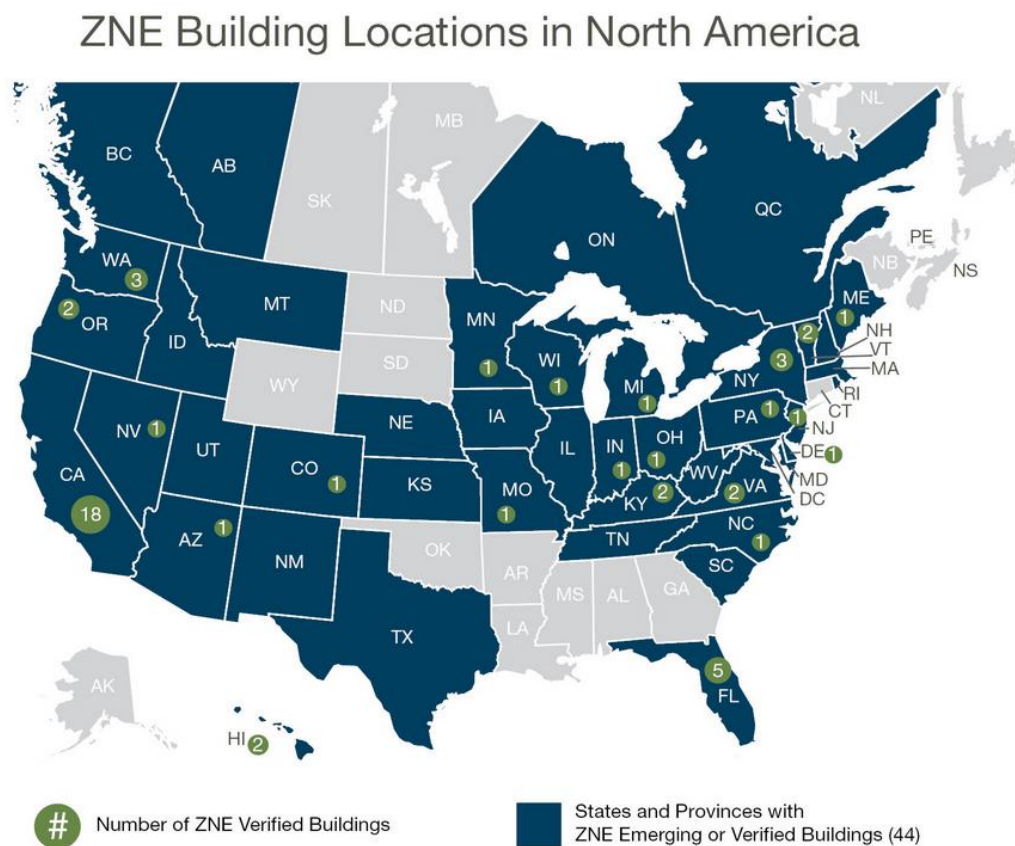 ZNE Building Locations in North America
NL
MB
BC
AB
SK
QC
ON
PE
NB
NS
WA
3
ME
1
MT
ND
MN
2
OR
2
NH
ID
WI
NY
3
VT
MA
SD
1
1
MI
1
WY
RI
CT
NE
IA
PA
1
1
NJ
NV
1
OH
1
UT
IL
IN
1
DE
1
CO
1
KS
MO
1
WV
VA
2
MD
DC
CA
18
KY
2
AZ
1
NC
1
TN
NM
OK
AR
SC
MS
AL
GA
LA
TX
5
FL
AK
HI
2
# Number of ZNE Verified Buildings
States and Provinces with
ZNE Emerging or Verified Buildings (44)